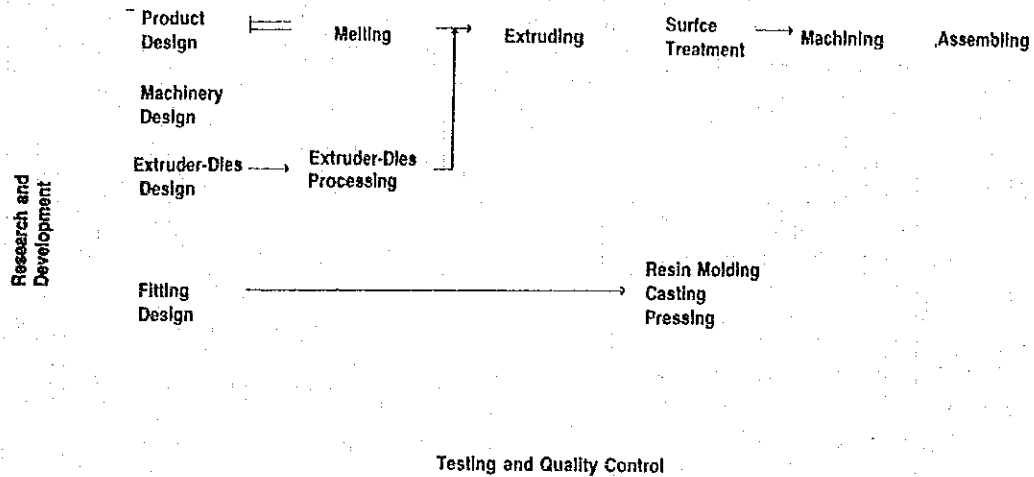 Product
Design
Melting
Extruding
Surfce
Treatment
Machining
Assembling
Machinery
Design
Extruder-Dies
Design
Extruder-Dies
Processing
Research and
Development
Fitting
Design
Resin Molding
Casting
Pressing
Testing and Quality Control